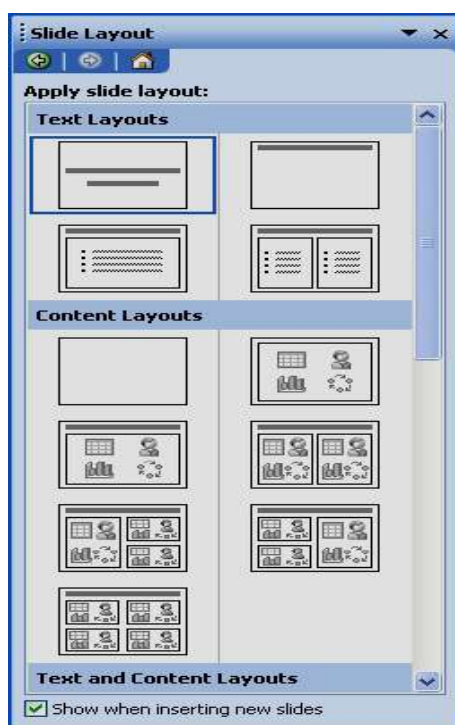 Slide Layout
Apply slide layout:
Text Layouts
Content Layouts
Text and Content Layouts
Show when inserting new slides